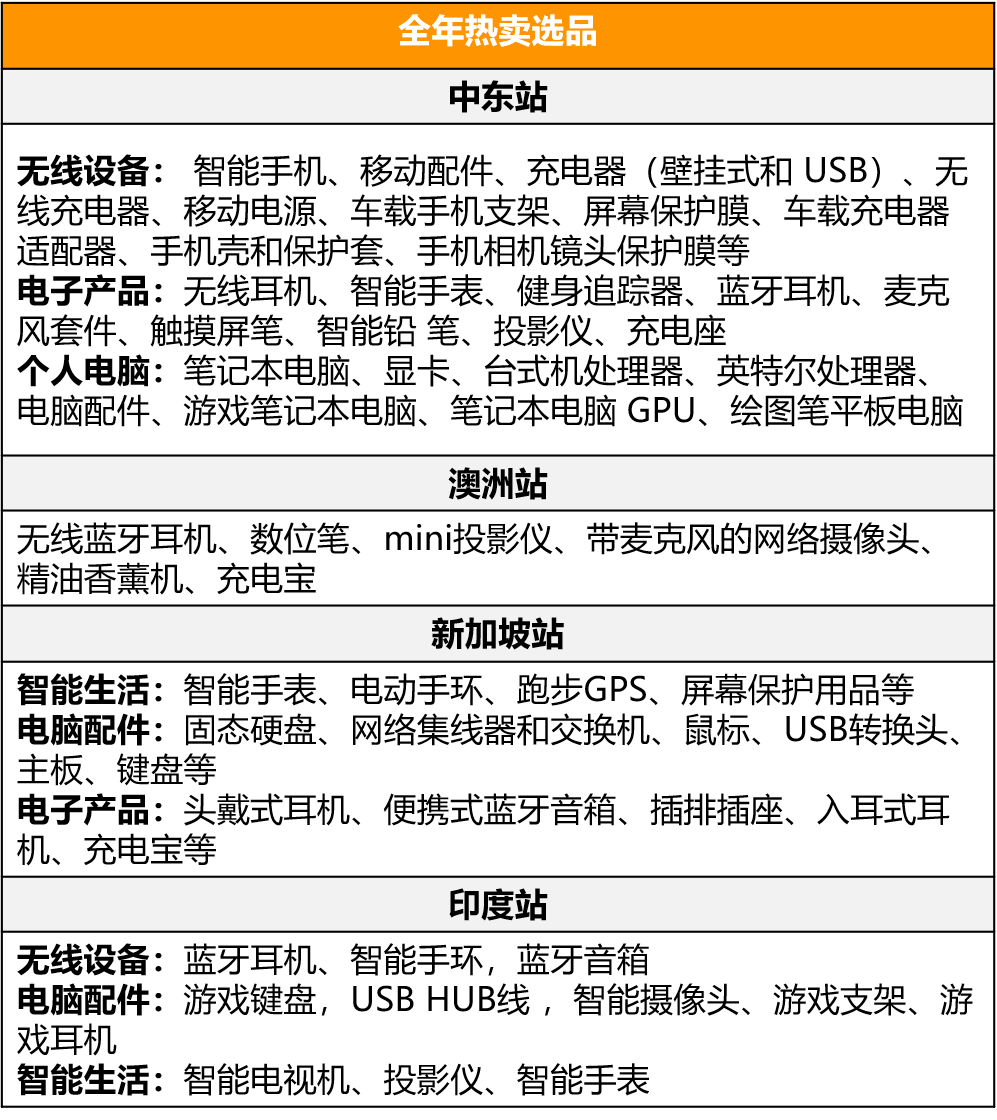 全年热卖选品
中东站
无线设备： 智能手机、移动配件、充电器（壁挂式和 USB）、无
线充电器、移动电源、车载手机支架、屏幕保护膜、车载充电器
适配器、手机壳和保护套、手机相机镜头保护膜等
电子产品：无线耳机、智能手表、健身追踪器、蓝牙耳机、麦克
风套件、触摸屏笔、智能铅 笔、投影仪、充电座
个人电脑：笔记本电脑、显卡、台式机处理器、英特尔处理器、
电脑配件、游戏笔记本电脑、笔记本电脑 GPU、绘图笔平板电脑
澳洲站
无线蓝牙耳机、数位笔、mini投影仪、带麦克风的网络摄像头、
精油香薰机、充电宝
新加坡站
智能生活：智能手表、电动手环、跑步GPS、屏幕保护用品等
电脑配件：固态硬盘、网络集线器和交换机、鼠标、USB转换头、
主板、键盘等
电子产品：头戴式耳机、便携式蓝牙音箱、插排插座、入耳式耳
机、充电宝等
印度站
无线设备：蓝牙耳机、智能手环，蓝牙音箱
电脑配件：游戏键盘，USB HUB线 ，智能摄像头、游戏支架、游
戏耳机
智能生活：智能电视机、投影仪、智能手表